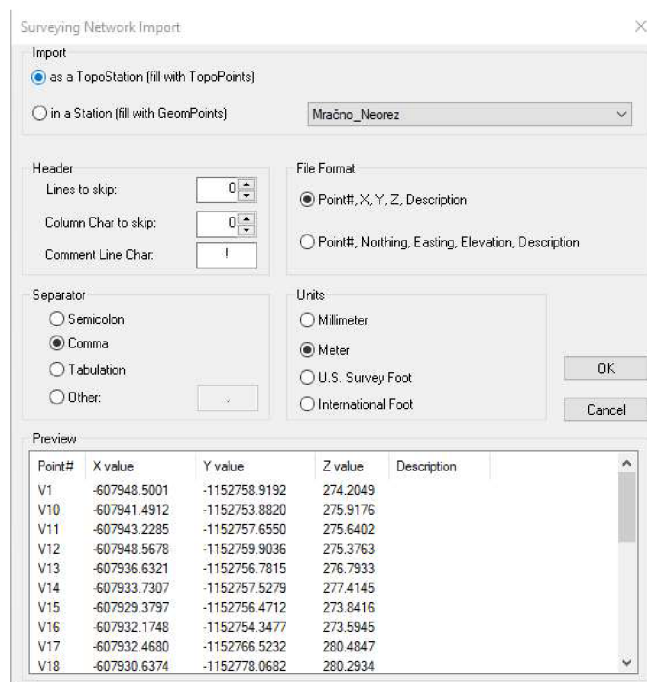 Surveying Network Import
Import
as a TopoStation (fill with TopoPoints)
in a Station (fill with GeomPoints)
Mračno_Neorez
Header
Lines to skip: 0
Column Char to skip: 0
Comment Line Char: !
File Format
Point#, X, Y, Z, Description
Point#, Northing, Easting, Elevation, Description
Separator
Semicolon
Comma
Tabulation
Other: .
Units
Millimeter
Meter
U.S. Survey Foot
International Foot
OK
Cancel
Preview
Point# X value Y value Z value Description
V1 -607948.5001 -1152758.9192 274.2049
V10 -607941.4912 -1152753.8820 275.9176
V11 -607943.2285 -1152757.6550 275.6402
V12 -607948.5678 -1152759.9036 275.3763
V13 -607936.6321 -1152756.7815 276.7933
V14 -607933.7307 -1152757.5279 277.4145
V15 -607929.3797 -1152756.4712 273.8416
V16 -607932.1748 -1152754.3477 273.5945
V17 -607932.4680 -1152766.5232 280.4847
V18 -607930.6374 -1152778.0682 280.2934